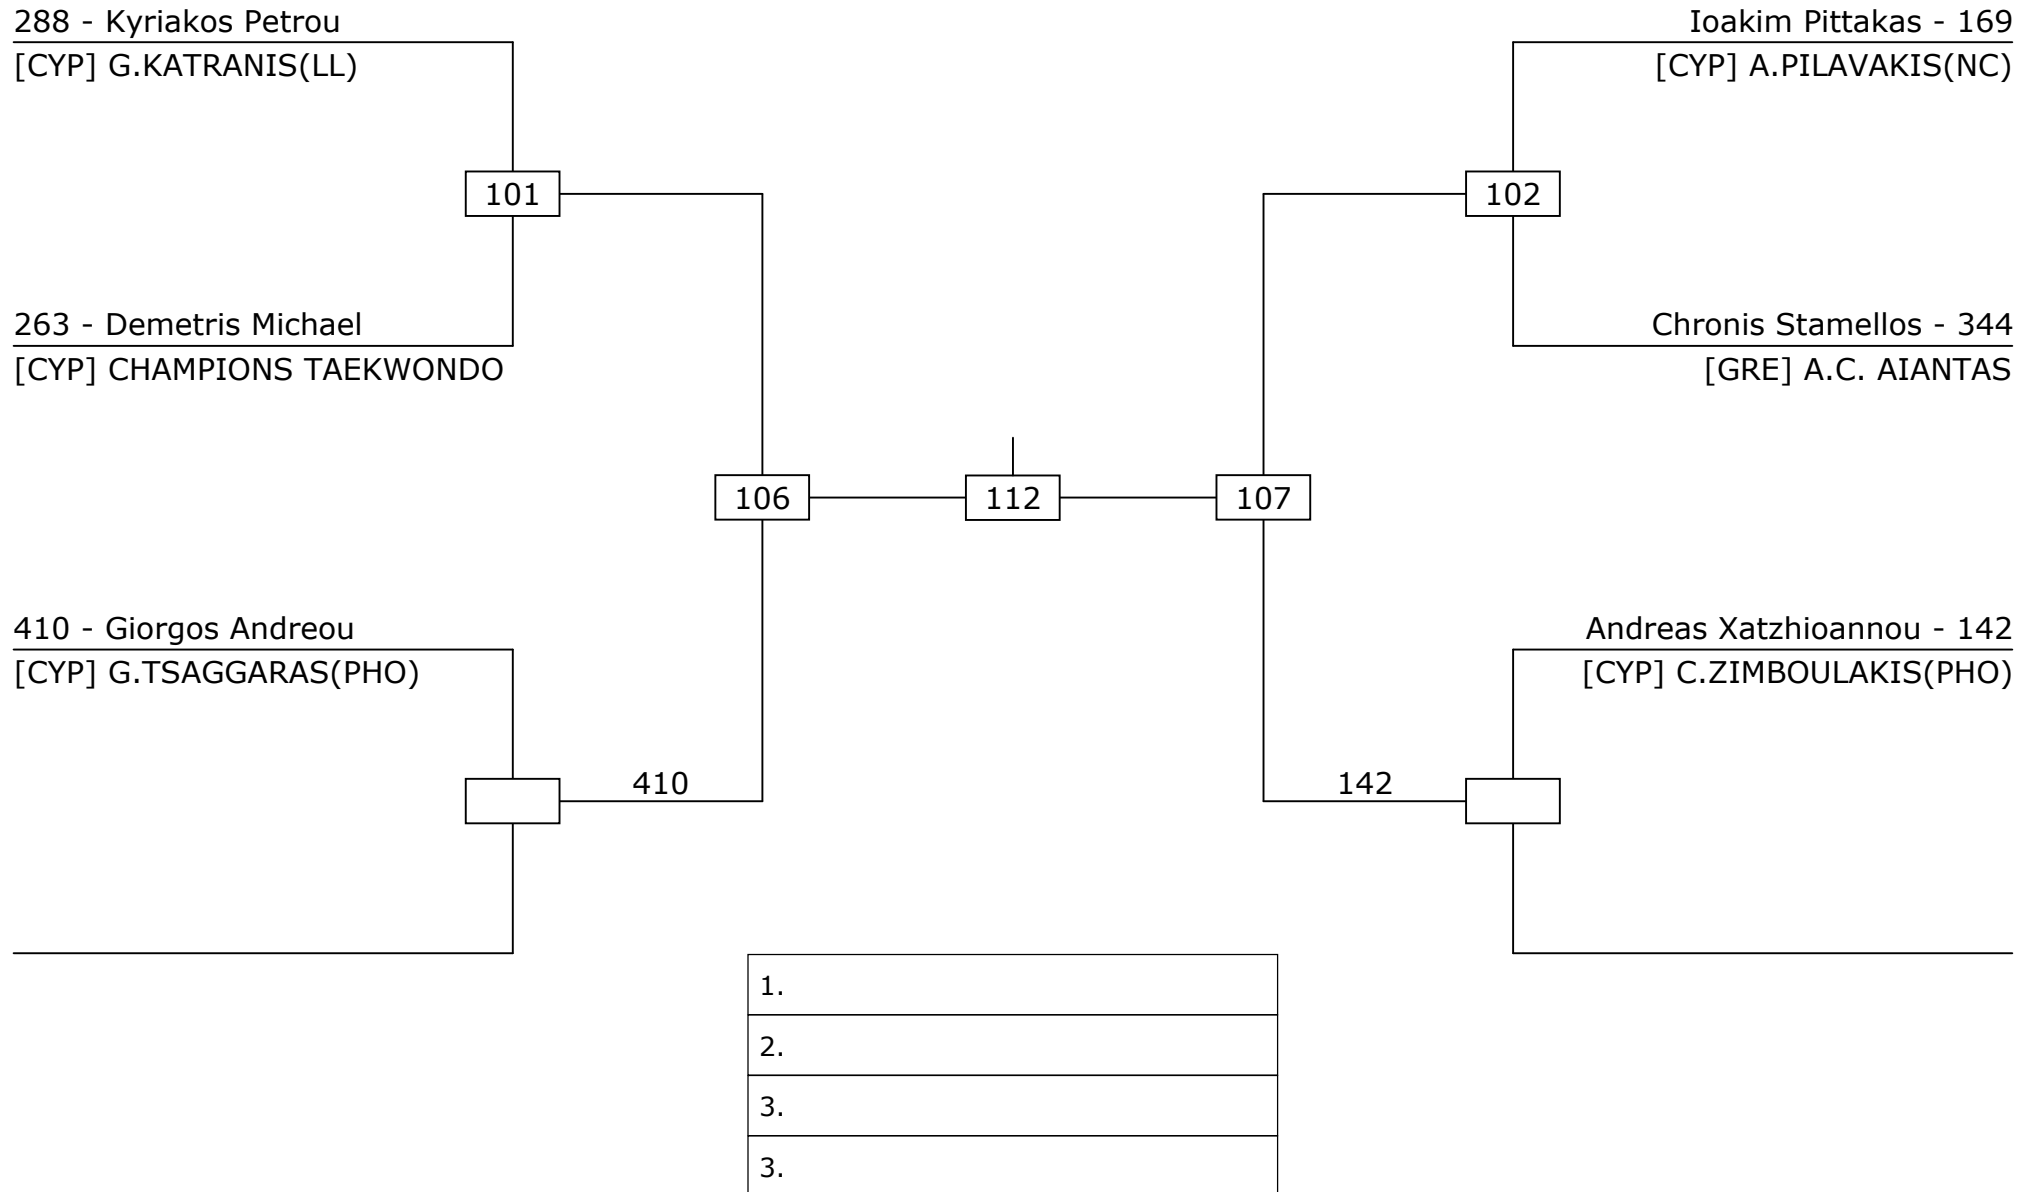 288 - Kyriakos Petrou
[CYP] G.KATRANIS(LL)
Ioakim Pittakas - 169
[CYP] A.PILAVAKIS(NC)
101
102
263 - Demetris Michael
[CYP] CHAMPIONS TAEKWONDO
Chronis Stamellos - 344
[GRE] A.C. AIANTAS
106
112
107
410 - Giorgos Andreou
[CYP] G.TSAGGARAS(PHO)
Andreas Xatzhioannou - 142
[CYP] C.ZIMBOULAKIS(PHO)
410
142
1.
2.
3.
3.